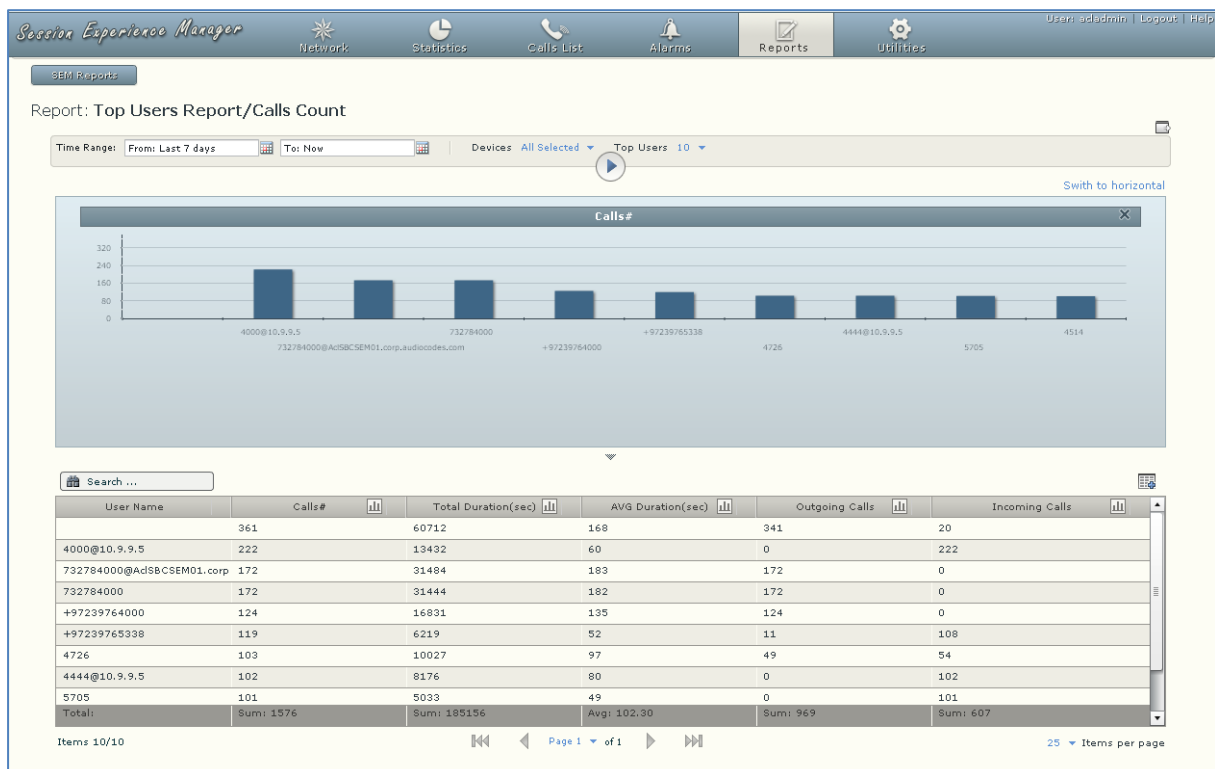 Session Experience Manager
Network
Statistics
Calls List
Alarms
Reports
Utilities
User: acladmin | Logout | Help
SEM Reports
Report: Top Users Report/Calls Count
Time Range: From: Last 7 days To: Now Devices All Selected Top Users 10
Swith to horizontal
Calls#
320
240
160
80
0
4000@10.9.9.5 732784000 +97239765338 4444@10.9.9.5 4514
732784000@AclSBCSEM01.corp.audiocodes.com +97239764000 4726 5705
Search ...
User Name Calls# Total Duration(sec) AVG Duration(sec) Outgoing Calls Incoming Calls
361 60712 168 341 20
4000@10.9.9.5 222 13432 60 0 222
732784000@AclSBCSEM01.corp 172 31484 183 172 0
732784000 172 31444 182 172 0
+97239764000 124 16831 135 124 0
+97239765338 119 6219 52 11 108
4726 103 10027 97 49 54
4444@10.9.9.5 102 8176 80 0 102
5705 101 5033 49 0 101
Total: Sum: 1576 Sum: 185156 Avg: 102.30 Sum: 969 Sum: 607
Items 10/10 Page 1 of 1 25 Items per page